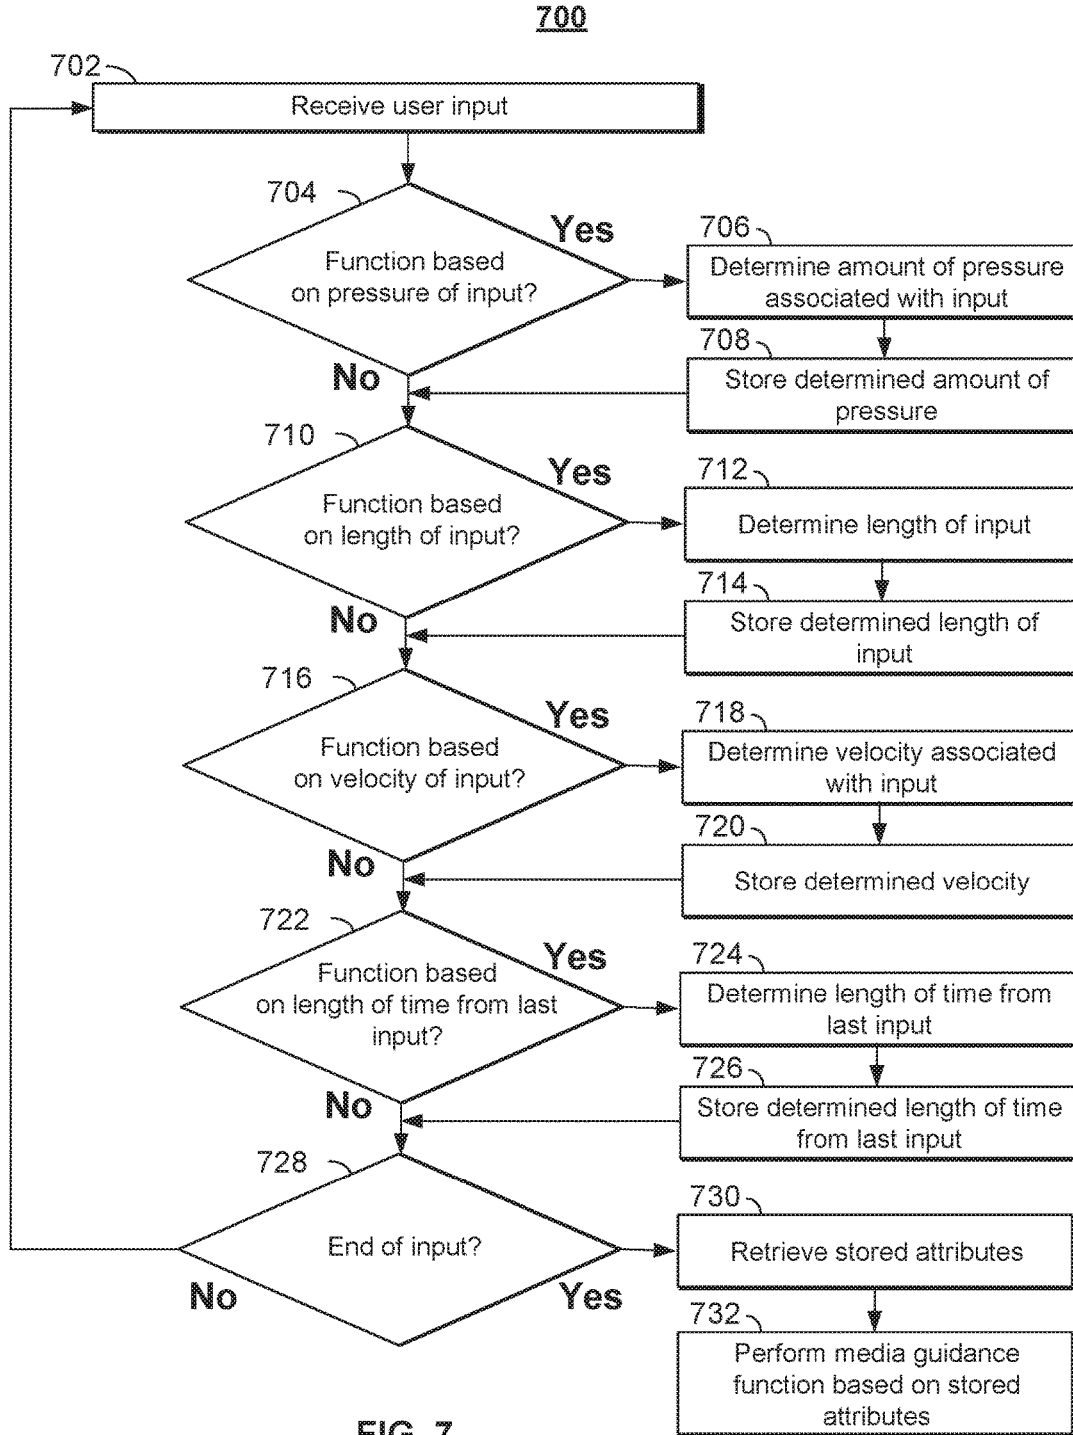 700
702
Receive user input
704
Function based
on pressure of input?
Yes
No
706
Determine amount of pressure
associated with input
708
Store determined amount of
pressure
710
Function based
on length of input?
Yes
No
712
Determine length of input
714
Store determined length of
input
716
Function based
on velocity of input?
Yes
No
718
Determine velocity associated
with input
720
Store determined velocity
722
Function based
on length of time from last
input?
Yes
No
724
Determine length of time from
last input
726
Store determined length of time
from last input
728
End of input?
No
Yes
730
Retrieve stored attributes
732
Perform media guidance
function based on stored
attributes
FIG. 7